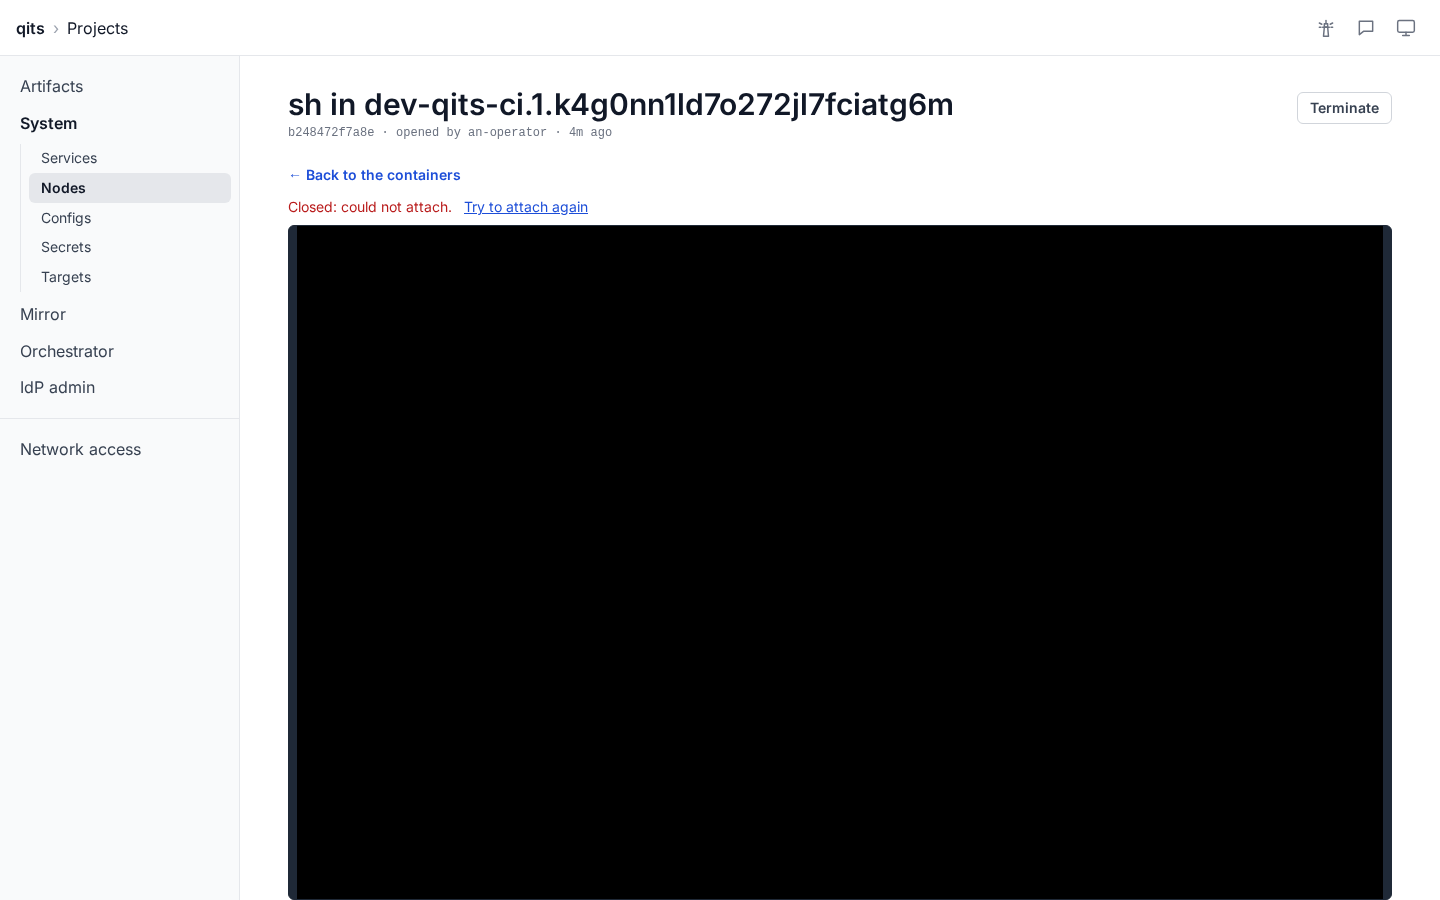 qits › Projects
Artifacts
System
Services
Nodes
Configs
Secrets
Targets
Mirror
Orchestrator
IdP admin
Network access
sh in dev-qits-ci.1.k4g0nn1ld7o272jl7fciatg6m
Terminate
b248472f7a8e · opened by an-operator · 4m ago
← Back to the containers
Closed: could not attach. Try to attach again